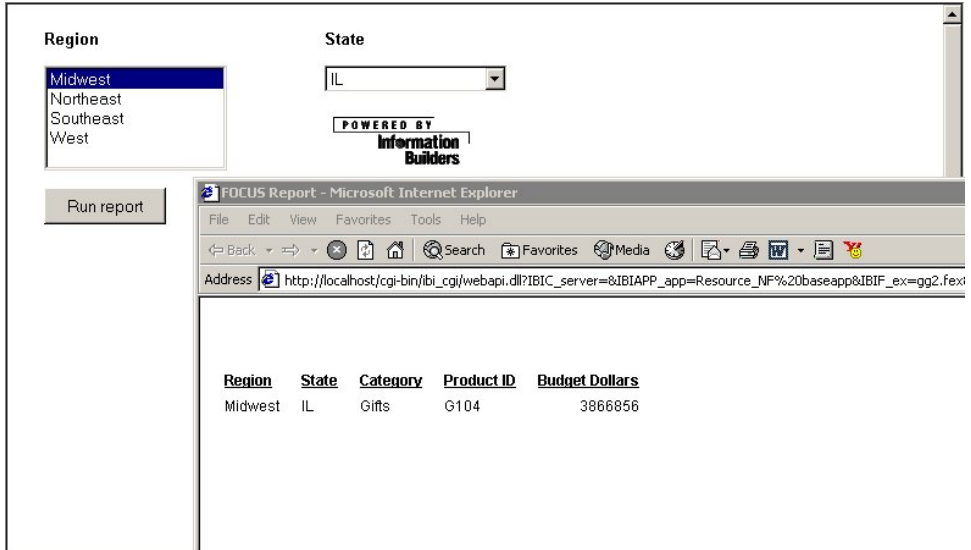 Region State
Midwest
Northeast
Southeast
West
IL
POWERED BY
Information
Builders
Run report
FOCUS Report - Microsoft Internet Explorer
File Edit View Favorites Tools Help
Back Search Favorites Media
Address http://localhost/cgi-bin/ibi_cgi/webapi.dll?IBIC_server=&IBIAPP_app=Resource_NF%20baseapp&IBIF_ex=gg2.fex
Region State Category Product ID Budget Dollars
Midwest IL Gifts G104 3866856